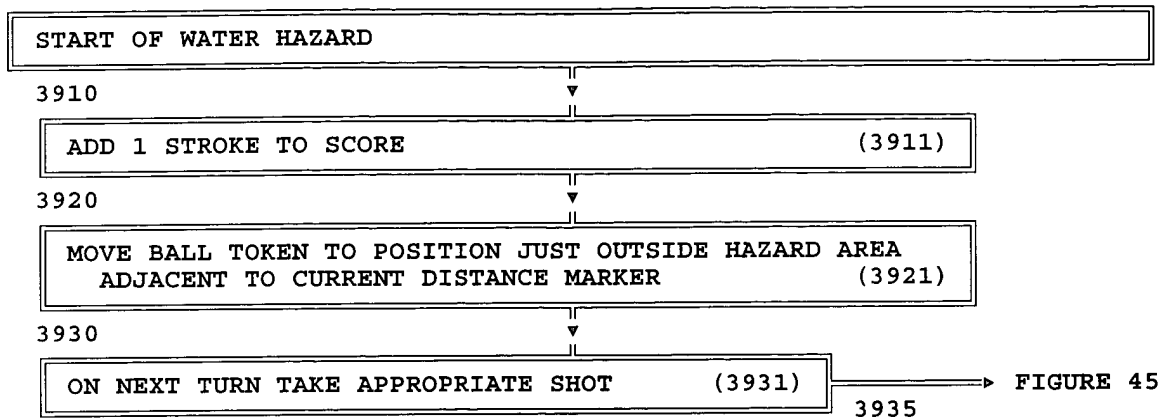 START OF WATER HAZARD
3910
ADD 1 STROKE TO SCORE (3911)
3920
MOVE BALL TOKEN TO POSITION JUST OUTSIDE HAZARD AREA
ADJACENT TO CURRENT DISTANCE MARKER (3921)
3930
ON NEXT TURN TAKE APPROPRIATE SHOT (3931) FIGURE 45
3935